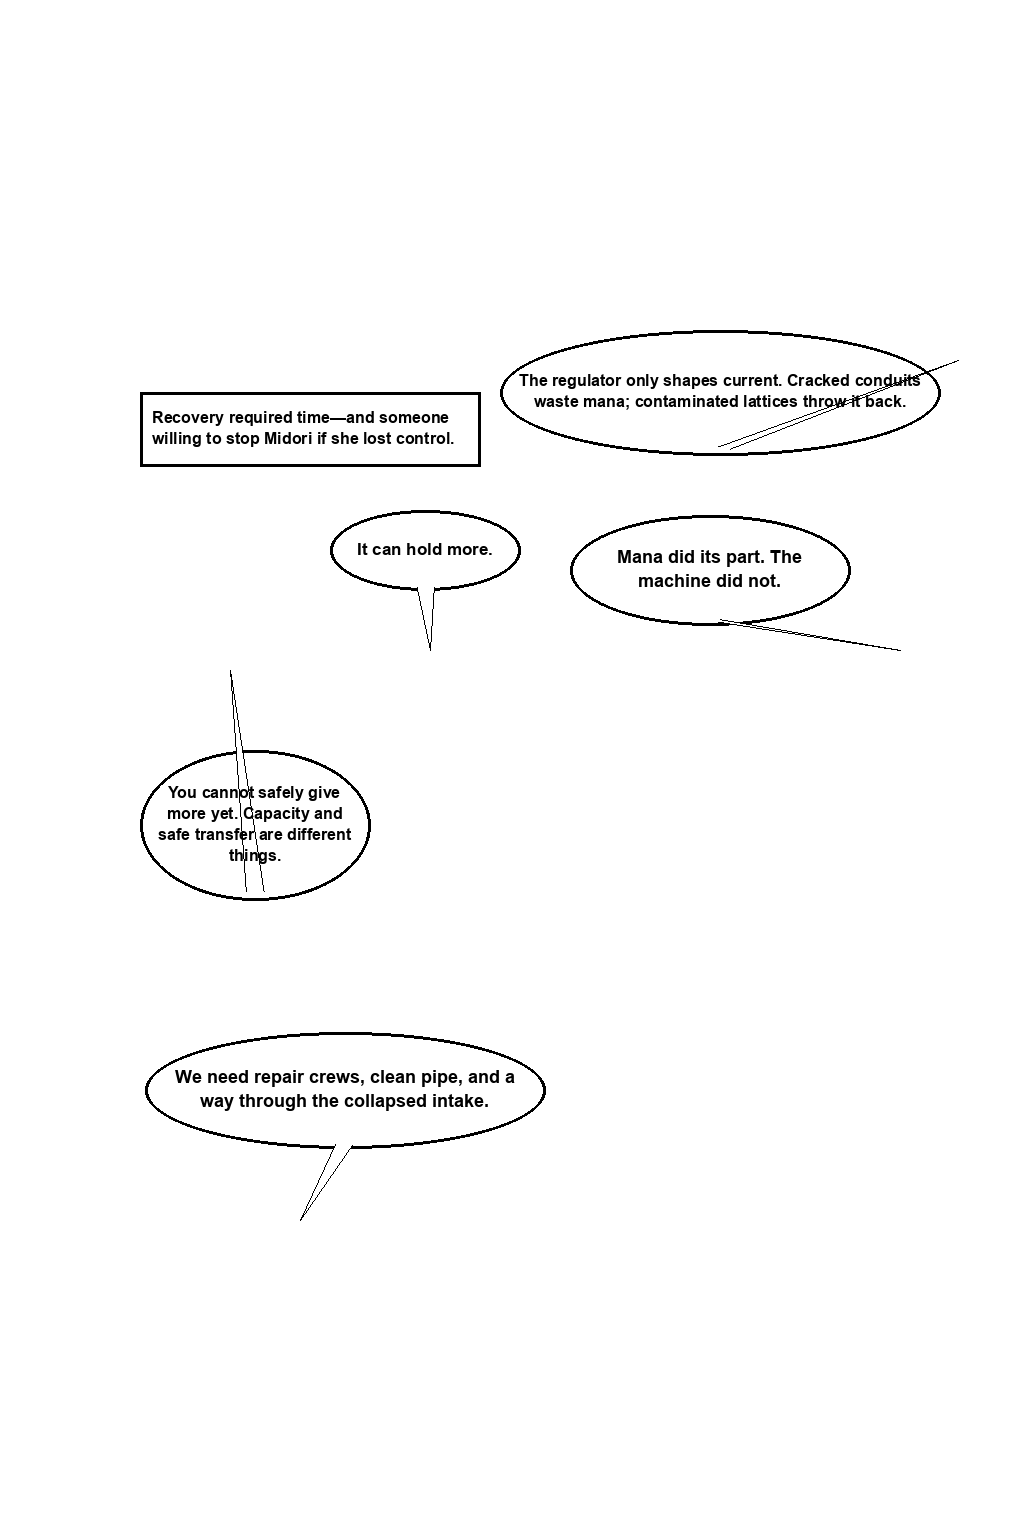 Recovery required time—and someone
willing to stop Midori if she lost control.
The regulator only shapes current. Cracked conduits
waste mana; contaminated lattices throw it back.
It can hold more.
Mana did its part. The
machine did not.
You cannot safely give
more yet. Capacity and
safe transfer are different
things.
We need repair crews, clean pipe, and a
way through the collapsed intake.